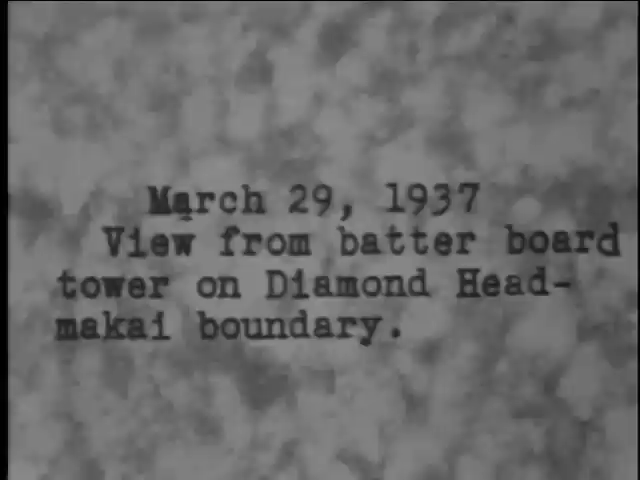 March 29, 1937
View from batter board
tower on Diamond Head-
makai boundary.